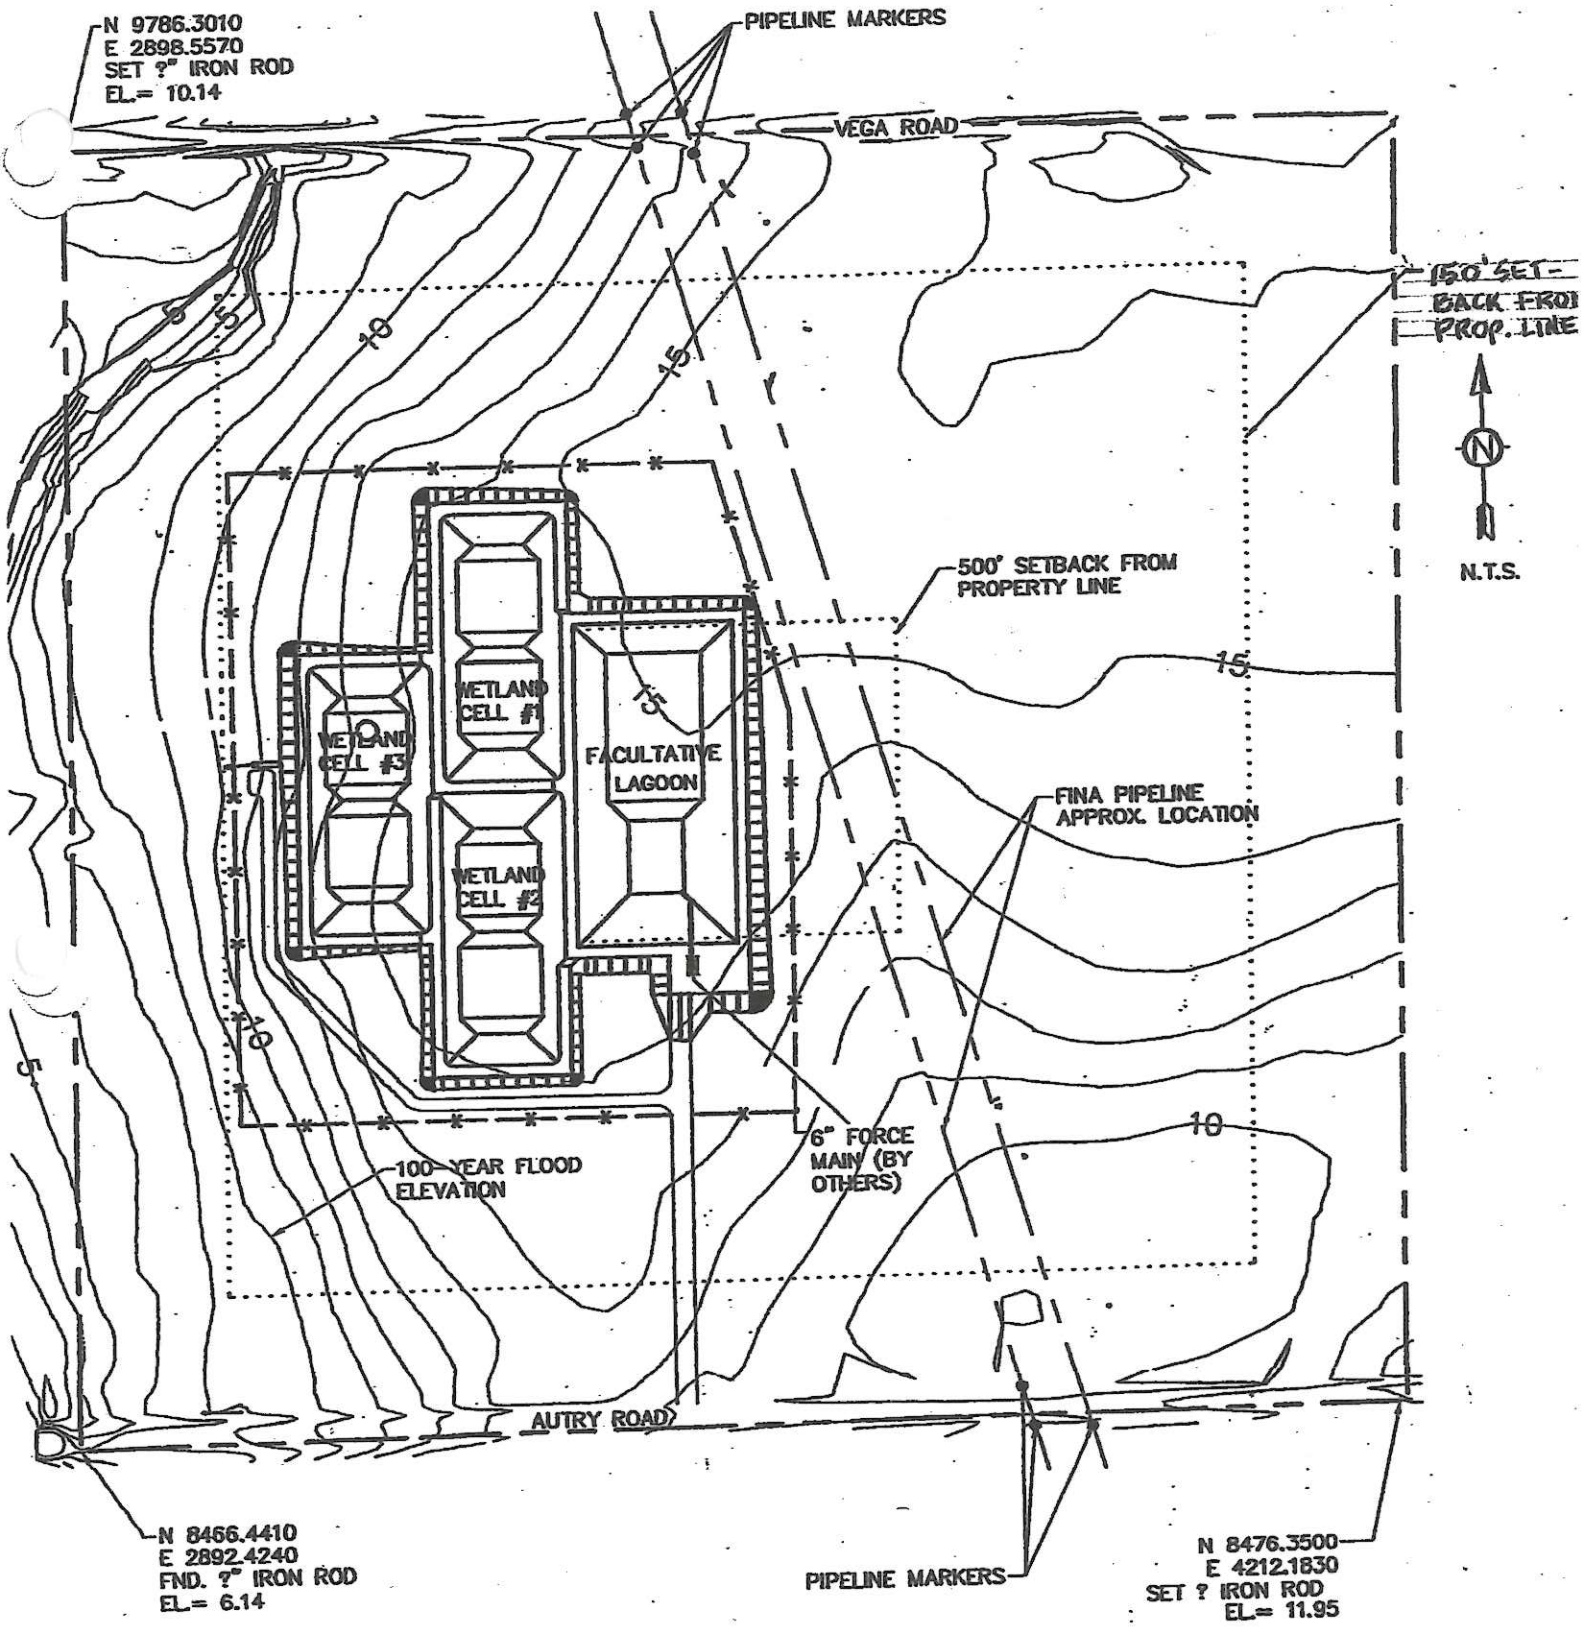 N 9786.3010
E 2898.5570
SET ?" IRON ROD
EL.= 10.14
PIPELINE MARKERS
VEGA ROAD
150' SET-
BACK FROM
PROP. LINE
5
10
15
N
N.T.S.
500' SETBACK FROM
PROPERTY LINE
15
15
WETLAND
CELL #1
WETLAND
CELL #3
FACULTATIVE
LAGOON
FINA PIPELINE
APPROX. LOCATION
WETLAND
CELL #2
10
5
10
6" FORCE
MAIN (BY
OTHERS)
100-YEAR FLOOD
ELEVATION
AUTRY ROAD
N 8466.4410
E 2892.4240
FND. ?" IRON ROD
EL.= 6.14
PIPELINE MARKERS
N 8476.3500
E 4212.1830
SET ? IRON ROD
EL.= 11.95